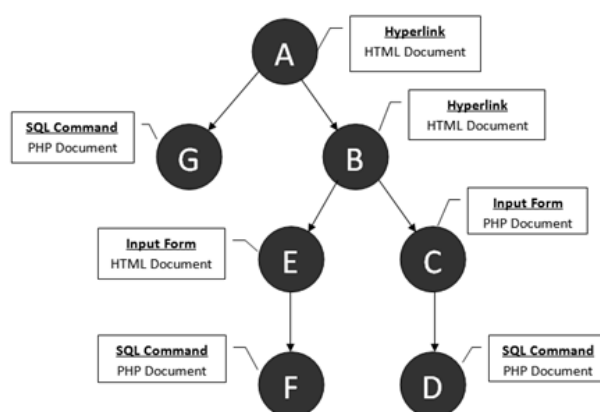 A
Hyperlink
HTML Document
SQL Command
PHP Document
G
B
Hyperlink
HTML Document
Input Form
HTML Document
E
C
Input Form
PHP Document
SQL Command
PHP Document
F
D
SQL Command
PHP Document